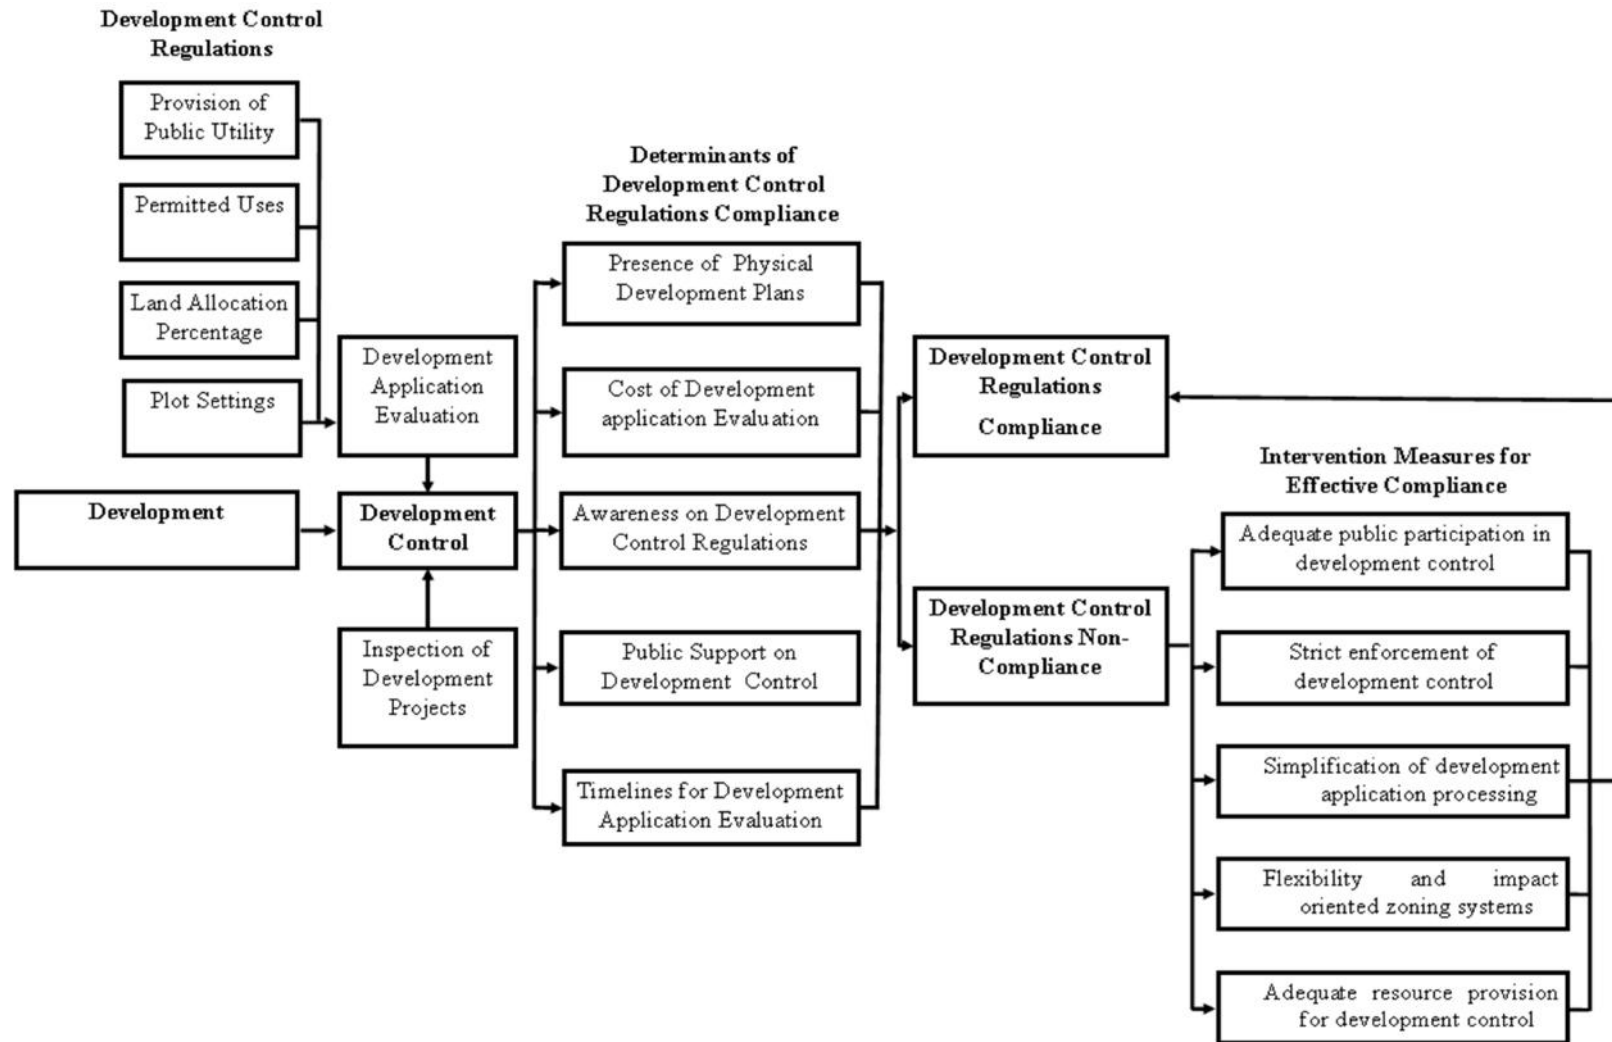 Development Control
Regulations
Provision of
Public Utility
Permitted Uses
Land Allocation
Percentage
Plot Settings
Development
Development
Application
Evaluation
Development
Control
Inspection of
Development
Projects
Determinants of
Development Control
Regulations Compliance
Presence of Physical
Development Plans
Cost of Development
application Evaluation
Awareness on Development
Control Regulations
Public Support on
Development Control
Timelines for Development
Application Evaluation
Development Control
Regulations
Compliance
Development Control
Regulations Non-
Compliance
Intervention Measures for
Effective Compliance
Adequate public participation in
development control
Strict enforcement of
development control
Simplification of development
application processing
Flexibility and impact
oriented zoning systems
Adequate resource provision
for development control